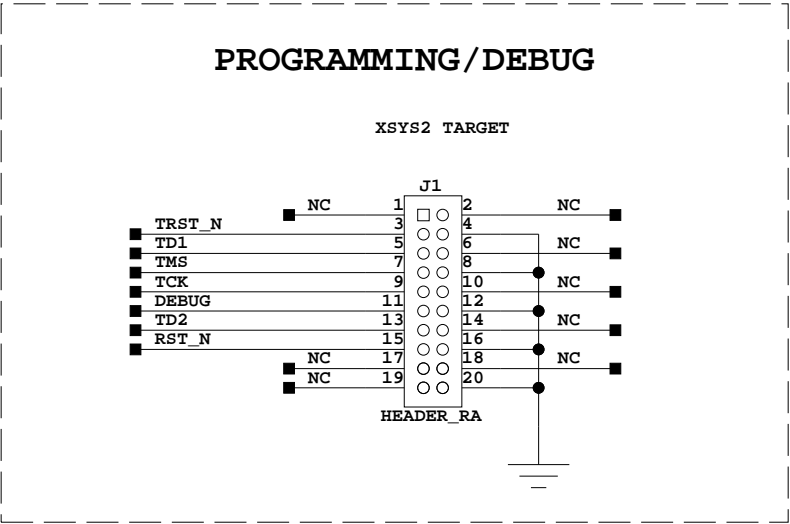 PROGRAMMING/DEBUG
XSYS2 TARGET
J1
NC 1 2 NC
TRST_N 3 4
TD1 5 6 NC
TMS 7 8
TCK 9 10 NC
DEBUG 11 12
TD2 13 14 NC
RST_N 15 16
NC 17 18 NC
NC 19 20
HEADER_RA